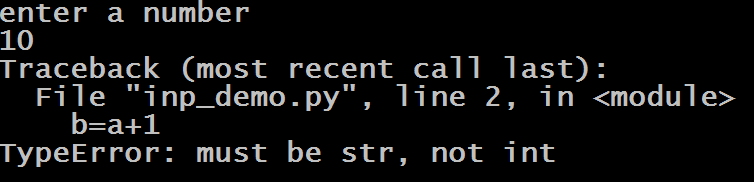 enter a number
10
Traceback (most recent call last):
  File "inp_demo.py", line 2, in <module>
    b=a+1
TypeError: must be str, not int